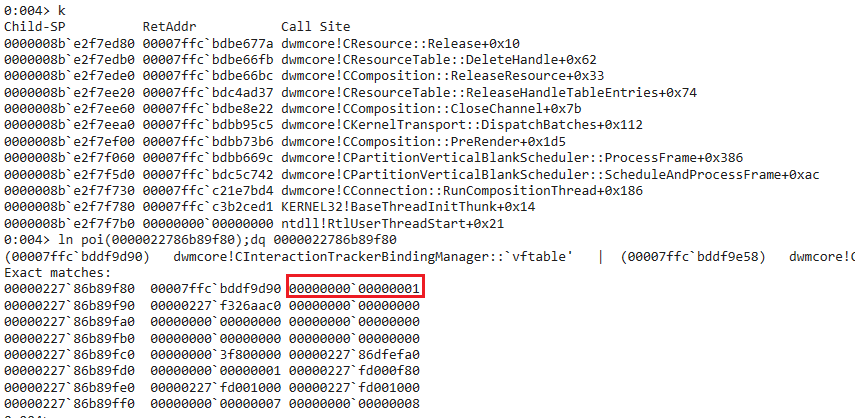 0:004> k
Child-SP          RetAddr           Call Site
0000008b`e2f7ed80 00007ffc`bdbe677a dwmcore!CResource::Release+0x10
0000008b`e2f7edb0 00007ffc`bdbe66fb dwmcore!CResourceTable::DeleteHandle+0x62
0000008b`e2f7ede0 00007ffc`bdbe66bc dwmcore!CComposition::ReleaseResource+0x33
0000008b`e2f7ee20 00007ffc`bdc4ad37 dwmcore!CResourceTable::ReleaseHandleTableEntries+0x74
0000008b`e2f7ee60 00007ffc`bdbe8e22 dwmcore!CComposition::CloseChannel+0x7b
0000008b`e2f7eea0 00007ffc`bdbb95c5 dwmcore!CKernelTransport::DispatchBatches+0x112
0000008b`e2f7ef00 00007ffc`bdbb73b6 dwmcore!CComposition::PreRender+0x1d5
0000008b`e2f7f060 00007ffc`bdbb669c dwmcore!CPartitionVerticalBlankScheduler::ProcessFrame+0x386
0000008b`e2f7f5d0 00007ffc`bdc5c742 dwmcore!CPartitionVerticalBlankScheduler::ScheduleAndProcessFrame+0xac
0000008b`e2f7f730 00007ffc`c21e7bd4 dwmcore!CConnection::RunCompositionThread+0x186
0000008b`e2f7f780 00007ffc`c3b2ced1 KERNEL32!BaseThreadInitThunk+0x14
0000008b`e2f7f7b0 00000000`00000000 ntdll!RtlUserThreadStart+0x21
0:004> ln poi(0000022786b89f80);dq 0000022786b89f80
(00007ffc`bddf9d90)   dwmcore!CInteractionTrackerBindingManager::`vftable'   |  (00007ffc`bddf9e58)   dwmcore!C
Exact matches:
00000227`86b89f80  00007ffc`bddf9d90 00000000`00000001
00000227`86b89f90  00000227`f326aac0 00000000`00000000
00000227`86b89fa0  00000000`00000000 00000000`00000000
00000227`86b89fb0  00000000`00000000 00000000`00000000
00000227`86b89fc0  00000000`3f800000 00000227`86dfefa0
00000227`86b89fd0  00000000`00000001 00000227`fd000f80
00000227`86b89fe0  00000227`fd001000 00000227`fd001000
00000227`86b89ff0  00000000`00000007 00000000`00000008